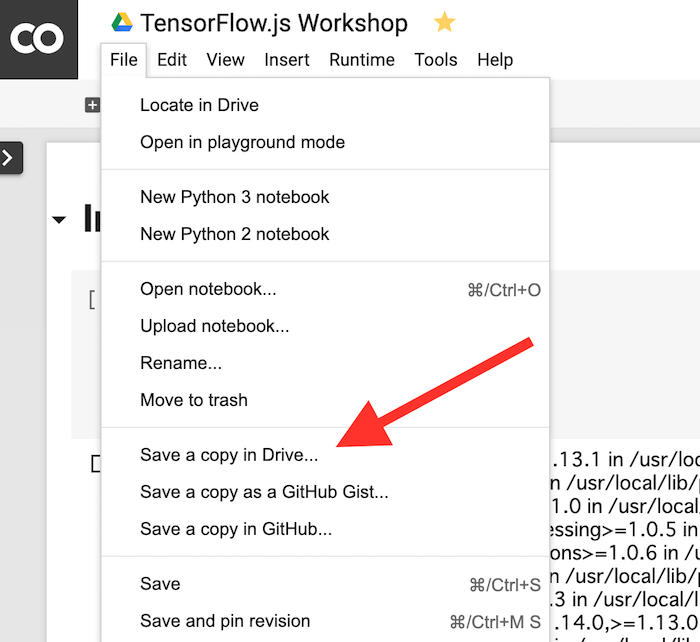 CO TensorFlow.js Workshop
File Edit View Insert Runtime Tools Help
Locate in Drive
Open in playground mode
New Python 3 notebook
New Python 2 notebook
Open notebook... ⌘/Ctrl+O
Upload notebook...
Rename...
Move to trash
Save a copy in Drive...
.13.1 in /usr/loc
Save a copy as a GitHub Gist...
n /usr/local/lib/
1.0 in /usr/local
Save a copy in GitHub...
essing>=1.0.5 in
ons>=1.0.6 in /u
Save ⌘/Ctrl+S
n /usr/local/lib/
.3 in /usr/local/l
Save and pin revision ⌘/Ctrl+M S
.14.0,>=1.13.0